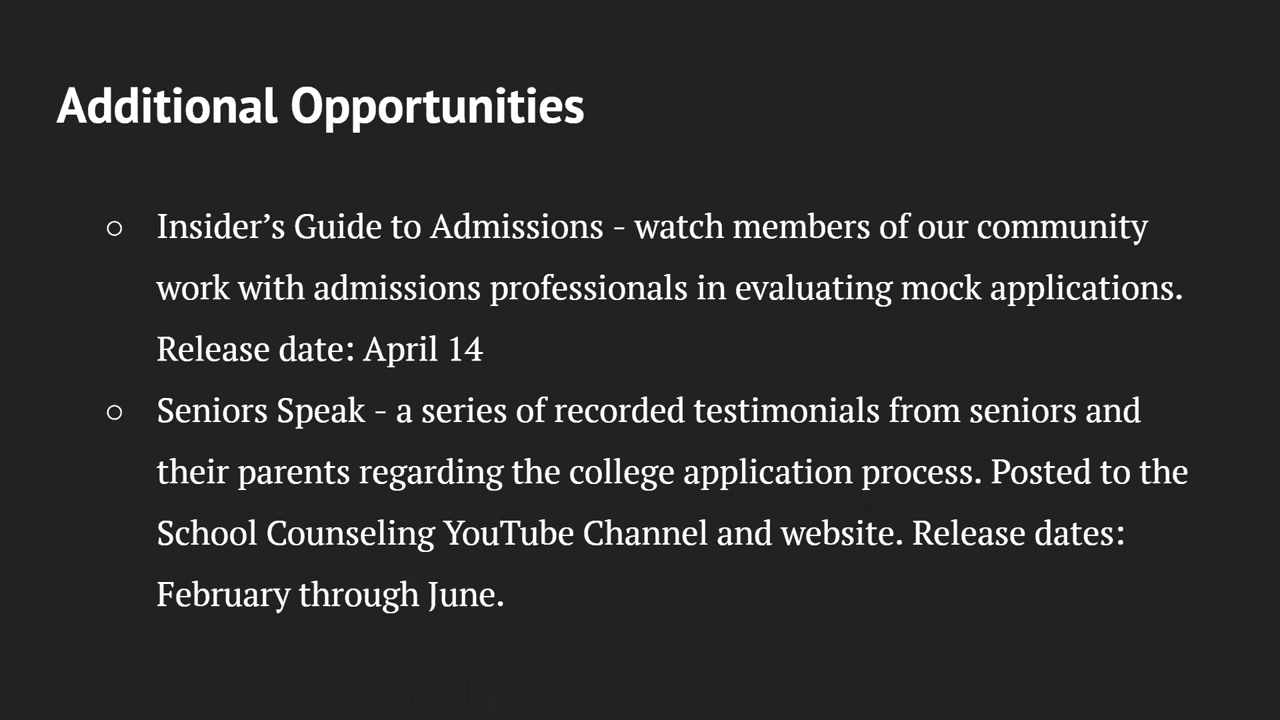 Additional Opportunities
○ Insider’s Guide to Admissions - watch members of our community
work with admissions professionals in evaluating mock applications.
Release date: April 14
○ Seniors Speak - a series of recorded testimonials from seniors and
their parents regarding the college application process. Posted to the
School Counseling YouTube Channel and website. Release dates:
February through June.